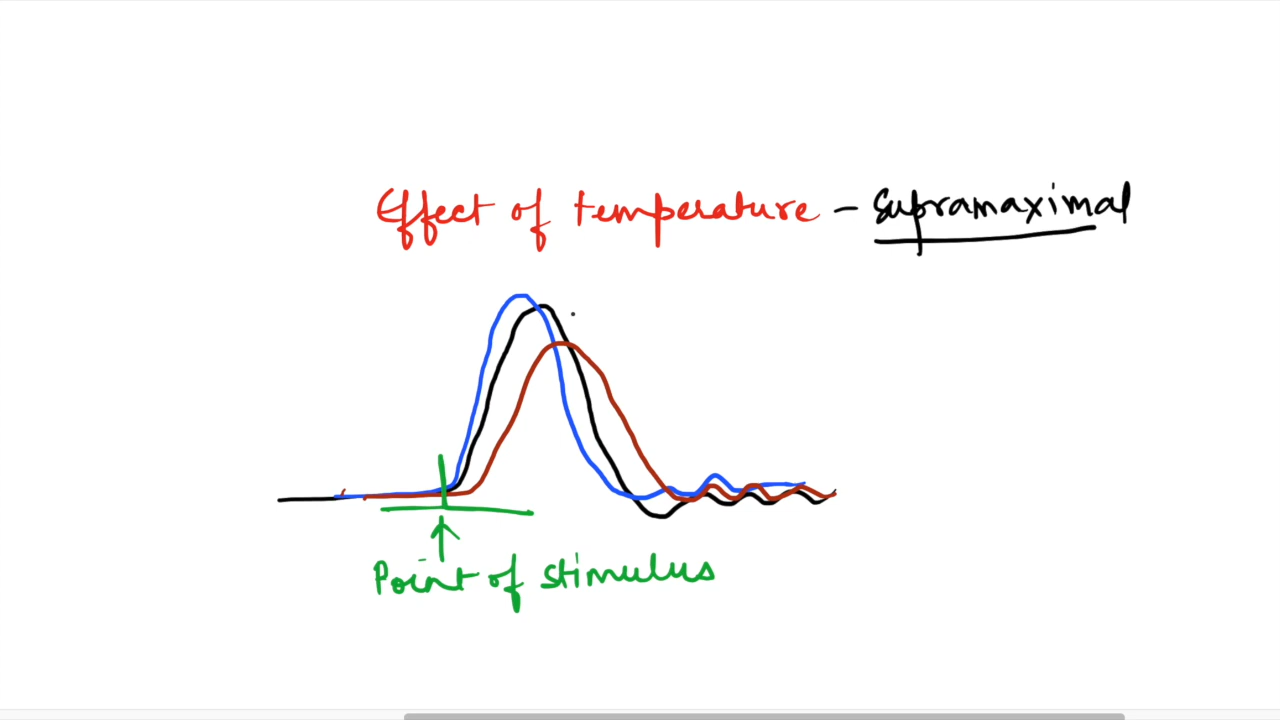 Effect of temperature - Supramaximal
Point of stimulus